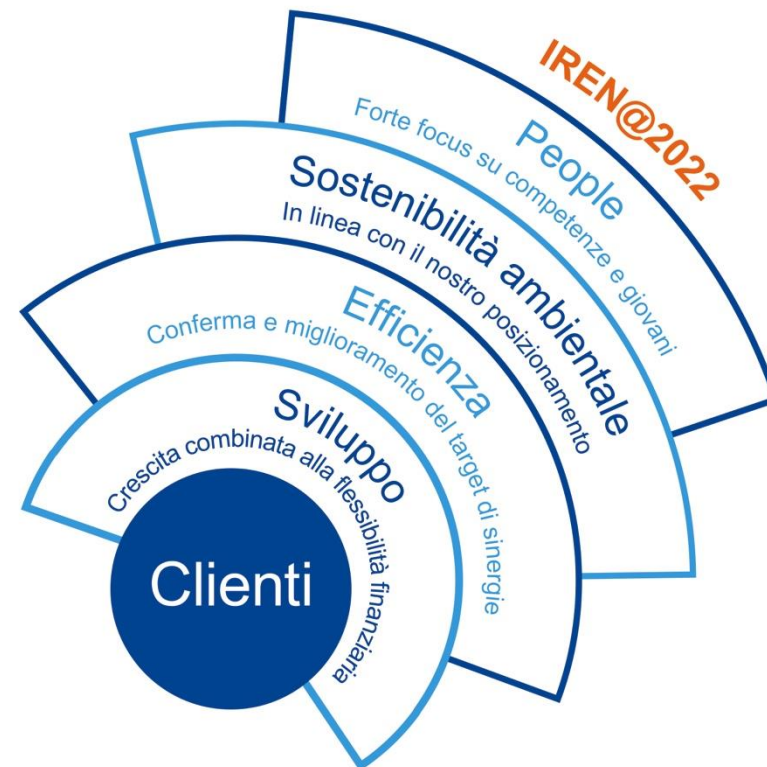 IREN@2022
People
Forte focus su competenze e giovani
Sostenibilità ambientale
In linea con il nostro posizionamento
Efficienza
Conferma e miglioramento del target di sinergie
Sviluppo
Crescita combinata alla flessibilità finanziaria
Clienti